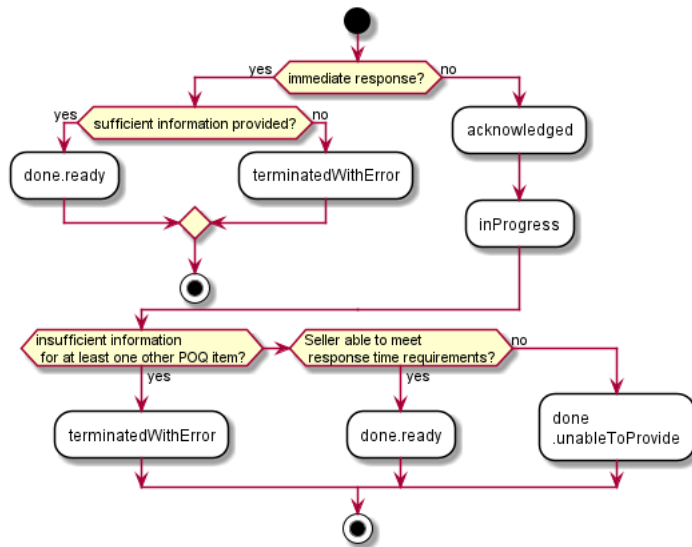 yes
immediate response?
no
yes
sufficient information provided?
no
acknowledged
done.ready
terminatedWithError
inProgress
insufficient information
for at least one other POQ item?
Seller able to meet
response time requirements?
no
yes
yes
terminatedWithError
done.ready
done
.unableToProvide